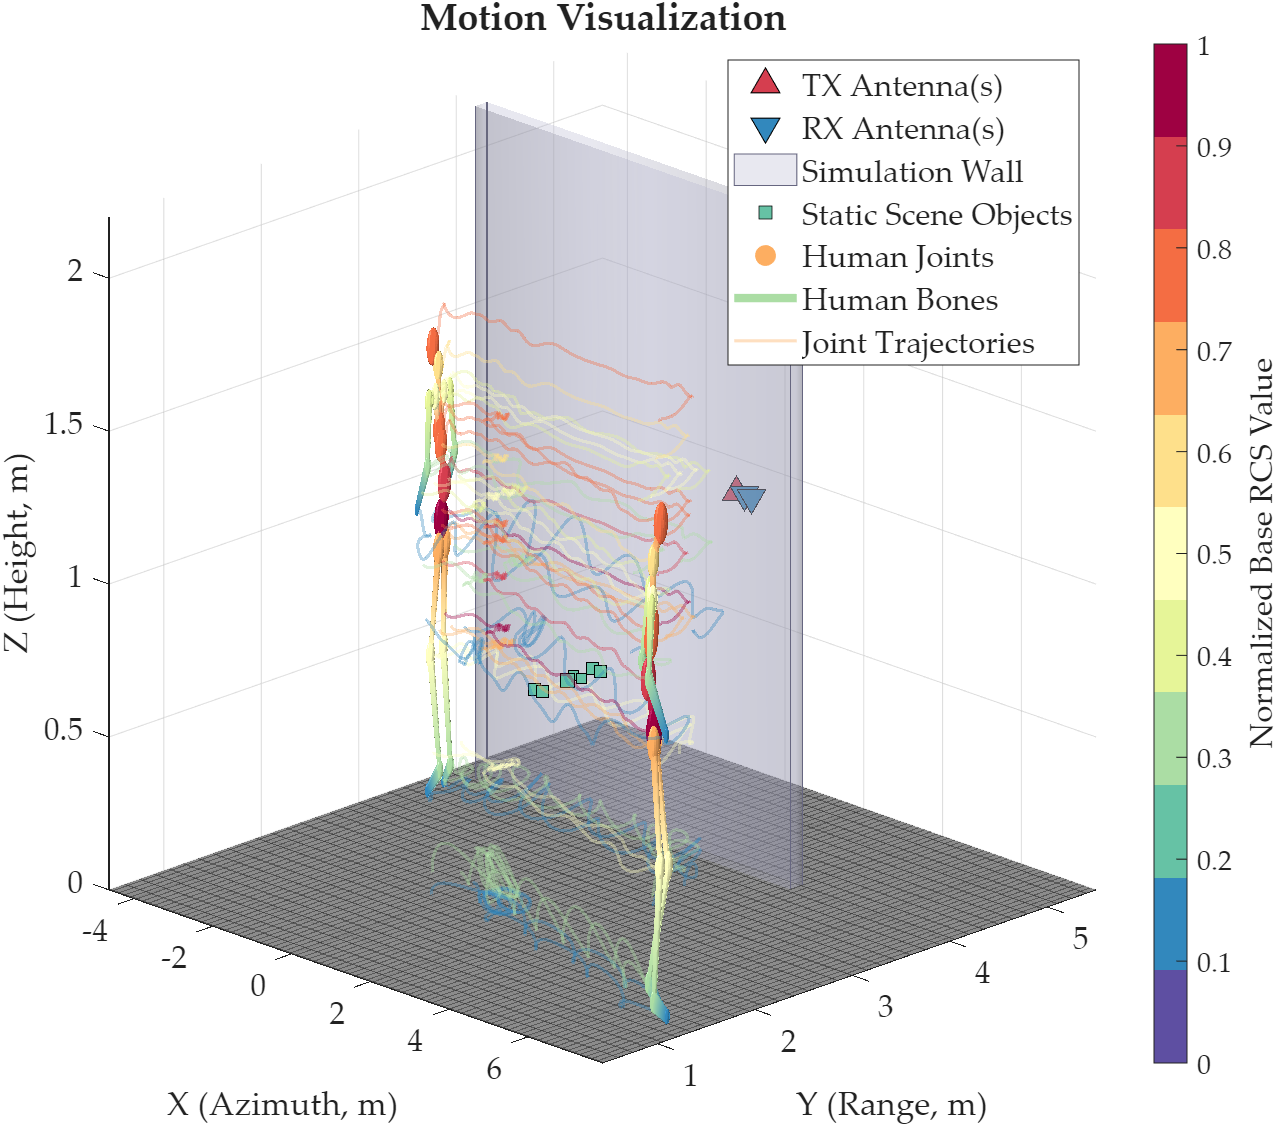 Motion Visualization
TX Antenna(s)
RX Antenna(s)
Simulation Wall
Static Scene Objects
Human Joints
Human Bones
Joint Trajectories
Z (Height, m)
2
1.5
1
0.5
0
-4
-2
0
2
4
6
X (Azimuth, m)
1
2
3
4
5
Y (Range, m)
1
0.9
0.8
0.7
0.6
0.5
0.4
0.3
0.2
0.1
0
Normalized Base RCS Value